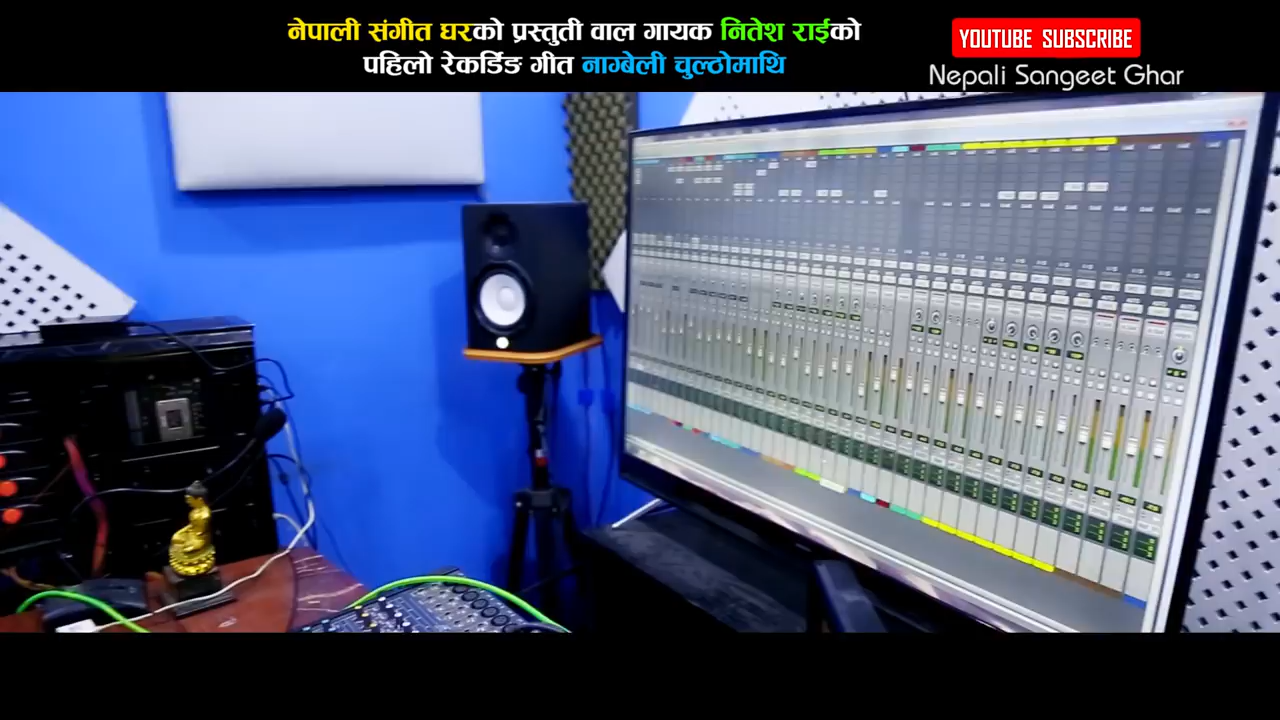 नेपाली संगीत घरको प्रस्तुती वाल गायक नितेश राईको
पहिलो रेकर्डिङ गीत नाग्बेली चुल्ठोमाथि
YOUTUBE SUBSCRIBE
Nepali Sangeet Ghar